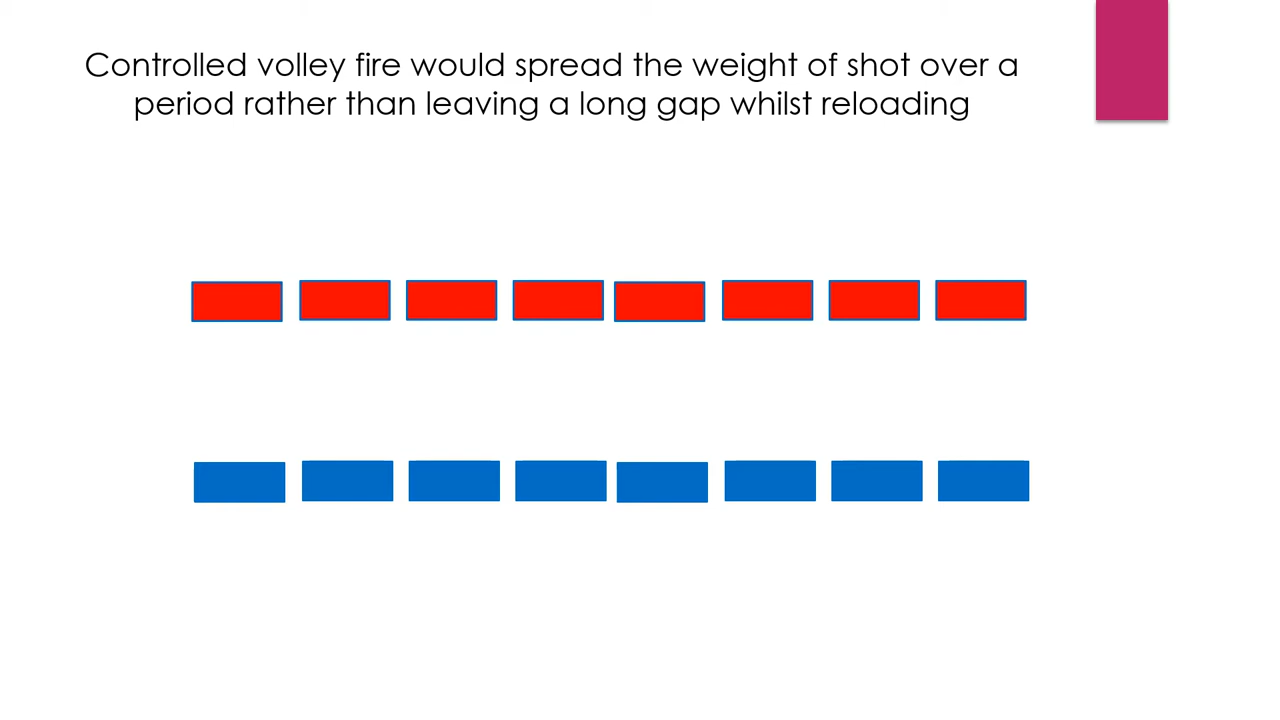 Controlled volley fire would spread the weight of shot over a
period rather than leaving a long gap whilst reloading